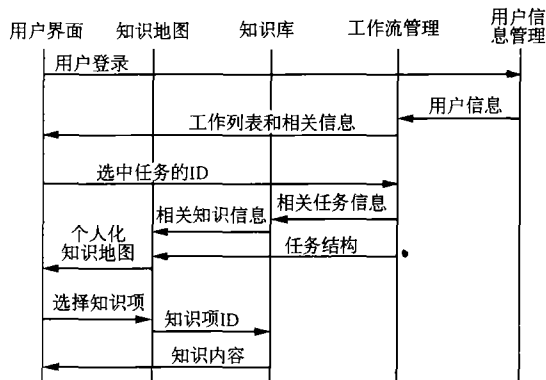 用户界面
知识地图
知识库
工作流管理
用户信
息管理
用户登录
用户信息
工作列表和相关信息
选中任务的ID
相关任务信息
相关知识信息
个人化
知识地图
任务结构
选择知识项
知识项ID
知识内容